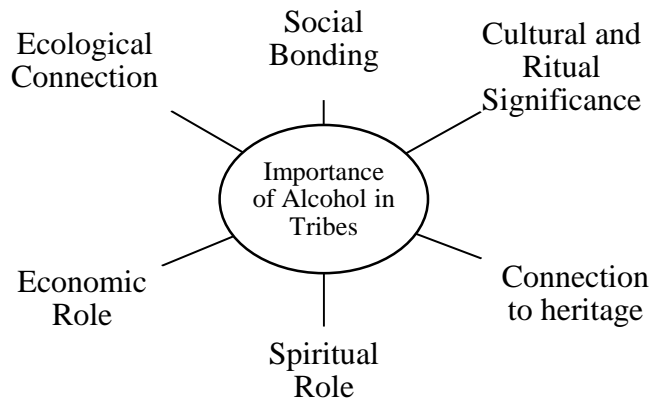 Ecological
Connection
Social
Bonding
Cultural and
Ritual
Significance
Importance
of Alcohol in
Tribes
Economic
Role
Spiritual
Role
Connection
to heritage